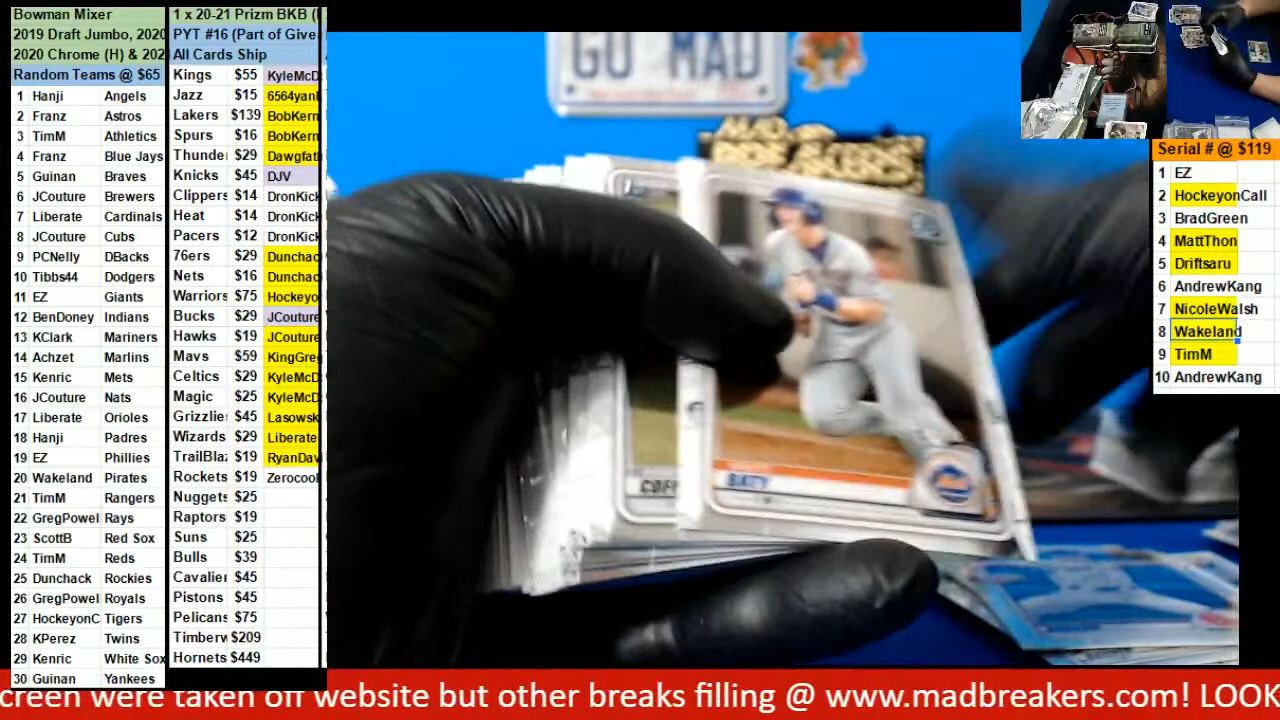 Bowman Mixer
2019 Draft Jumbo, 2020
2020 Chrome (H) & 202
Random Teams @ $65
1 Hanji Angels
2 Franz Astros
3 TimM Athletics
4 Franz Blue Jays
5 Guinan Braves
6 JCouture Brewers
7 Liberate Cardinals
8 JCouture Cubs
9 PCNelly DBacks
10 Tibbs44 Dodgers
11 EZ Giants
12 BenDoney Indians
13 KClark Mariners
14 Achzet Marlins
15 Kenric Mets
16 JCouture Nats
17 Liberate Orioles
18 Hanji Padres
19 EZ Phillies
20 Wakeland Pirates
21 TimM Rangers
22 GregPowel Rays
23 ScottB Red Sox
24 TimM Reds
25 Dunchack Rockies
26 GregPowel Royals
27 HockeyonC Tigers
28 KPerez Twins
29 Kenric White Sox
30 Guinan Yankees
1 x 20-21 Prizm BKB (
PYT #16 (Part of Give
All Cards Ship
Kings $55 KyleMcD
Jazz $15 6564yan
Lakers $139 BobKern
Spurs $16 BobKern
Thunde $29 Dawgfat
Knicks $45 DJV
Clippers $14 DronKick
Heat $14 DronKick
Pacers $12 DronKick
76ers $29 Dunchac
Nets $16 Dunchac
Warriors $75 Hockeyo
Bucks $29 JCouture
Hawks $19 JCouture
Mavs $59 KingGre
Celtics $29 KyleMcD
Magic $25 KyleMcD
Grizzlie $45 Lasowsk
Wizards $29 Liberate
TrailBla $19 RyanDav
Rockets $19 Zerocool
Nuggets $25
Raptors $19
Suns $25
Bulls $39
Cavalier $45
Pistons $45
Pelicans $75
Timberw $209
Hornets $449
GO MAD
MAD
BREAKERS
COFF
BATY
Serial # @ $119
1 EZ
2 HockeyonCall
3 BradGreen
4 MattThon
5 Driftsaru
6 AndrewKang
7 NicoleWalsh
8 Wakeland
9 TimM
10 AndrewKang
creen were taken off website but other breaks filling @ www.madbreakers.com! LOOK